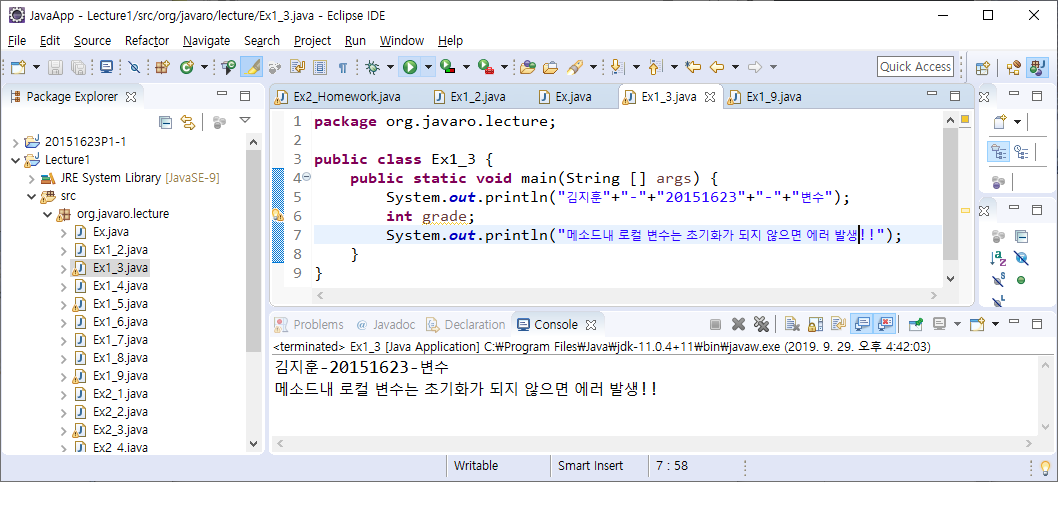 JavaApp - Lecture1/src/org/javaro/lecture/Ex1_3.java - Eclipse IDE
File Edit Source Refactor Navigate Search Project Run Window Help
Quick Access
Package Explorer
20151623P1-1
Lecture1
JRE System Library [JavaSE-9]
src
org.javaro.lecture
Ex.java
Ex1_2.java
Ex1_3.java
Ex1_4.java
Ex1_5.java
Ex1_6.java
Ex1_7.java
Ex1_8.java
Ex1_9.java
Ex2_1.java
Ex2_2.java
Ex2_3.java
Ex2_4.java
Ex2_Homework.java Ex1_2.java Ex.java Ex1_3.java Ex1_9.java
1 package org.javaro.lecture;
2
3 public class Ex1_3 {
4 public static void main(String [] args) {
5 System.out.println("김지훈"+"-"+"20151623"+"-"+"변수");
6 int grade;
7 System.out.println("메소드내 로컬 변수는 초기화가 되지 않으면 에러 발생!!");
8 }
9 }
Problems @ Javadoc Declaration Console
<terminated> Ex1_3 [Java Application] C:₩Program Files₩Java₩jdk-11.0.4+11₩bin₩javaw.exe (2019. 9. 29. 오후 4:42:03)
김지훈-20151623-변수
메소드내 로컬 변수는 초기화가 되지 않으면 에러 발생!!
Writable Smart Insert 7 : 58